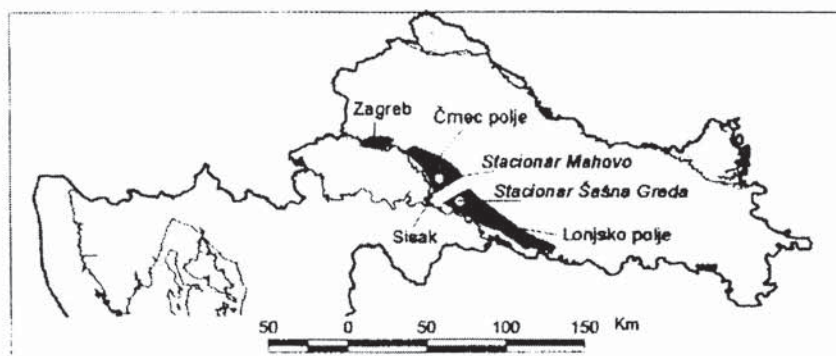 Zagreb
Črnec polje
Stacionar Mahovo
Stacionar Šašna Greda
Sisak
Lonjsko polje
50 0 50 100 150 Km